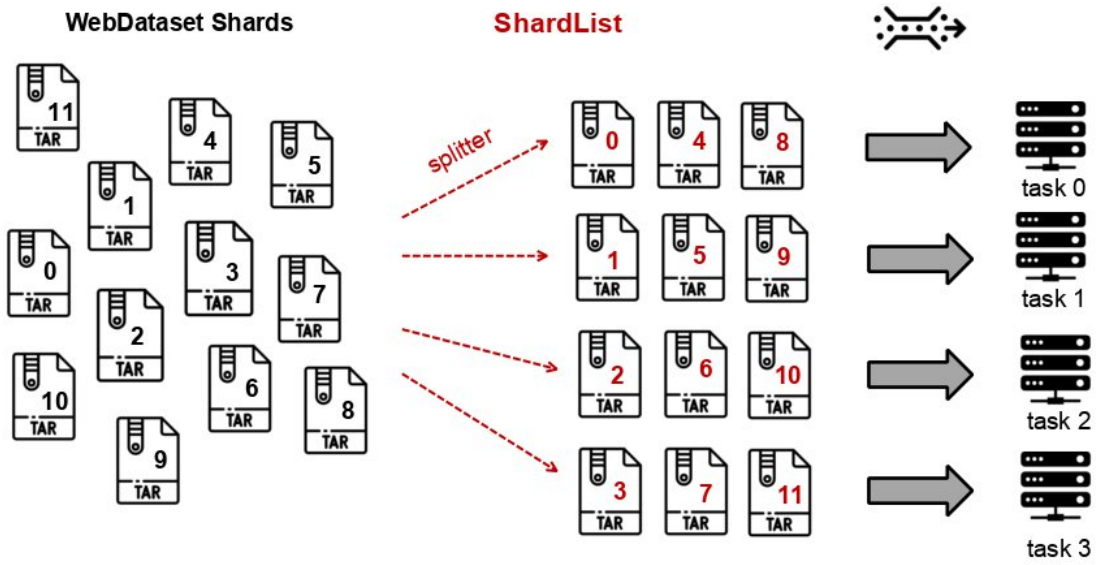 WebDataset Shards
ShardList
11
TAR
4
TAR
5
TAR
1
TAR
0
TAR
3
TAR
7
TAR
2
TAR
10
TAR
6
TAR
8
TAR
9
TAR
splitter
0 4 8
TAR TAR TAR
task 0
1 5 9
TAR TAR TAR
task 1
2 6 10
TAR TAR TAR
task 2
3 7 11
TAR TAR TAR
task 3